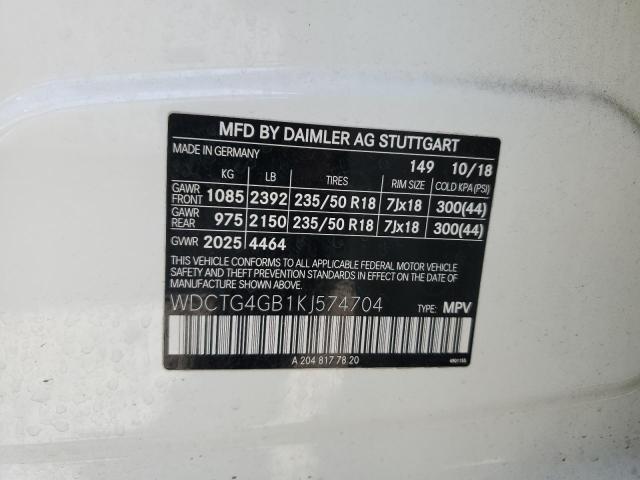 MFD BY DAIMLER AG STUTTGART
MADE IN GERMANY 149 10/18
KG LB TIRES RIM SIZE COLD KPA (PSI)
GAWR FRONT 1085 2392 235/50 R18 7Jx18 300(44)
GAWR REAR 975 2150 235/50 R18 7Jx18 300(44)
GVWR 2025 4464
THIS VEHICLE CONFORMS TO ALL APPLICABLE FEDERAL MOTOR VEHICLE
SAFETY AND THEFT PREVENTION STANDARDS IN EFFECT ON THE DATE
OF MANUFACTURE SHOWN ABOVE.
WDCTG4GB1KJ574704 TYPE: MPV
A 204 817 78 20